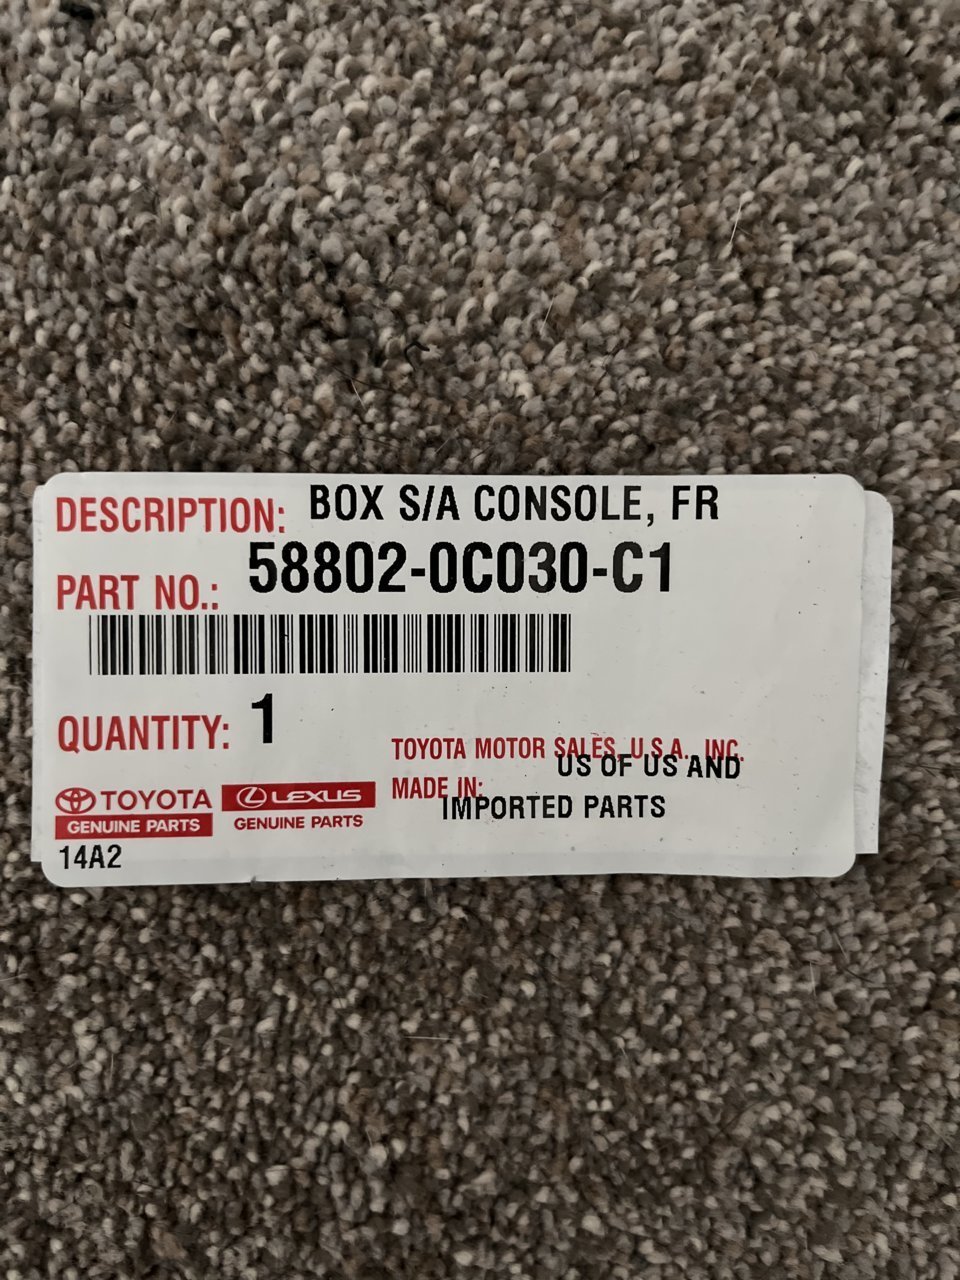 DESCRIPTION: BOX S/A CONSOLE, FR
PART NO.: 58802-0C030-C1
QUANTITY: 1
TOYOTA MOTOR SALES, U.S.A., INC.
US OF US AND
MADE IN:
IMPORTED PARTS
TOYOTA
GENUINE PARTS
LEXUS
GENUINE PARTS
14A2